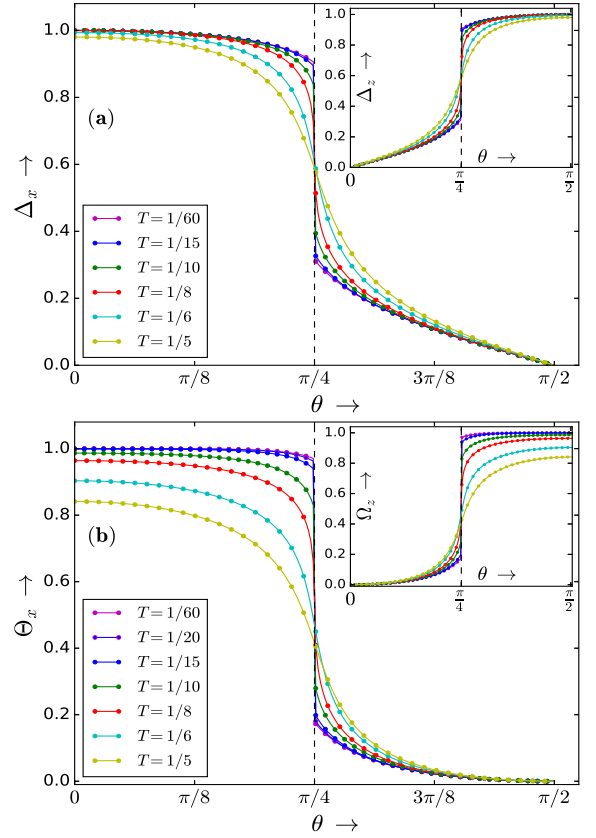 1.0
0.8
0.6
0.4
0.2
0.0
Δx →
(a)
T = 1/60
T = 1/15
T = 1/10
T = 1/8
T = 1/6
T = 1/5
0 π/8 π/4 3π/8 π/2
θ →
1.0
0.8
0.6
0.4
0.2
0.0
Δz →
θ →
0 π/4 π/2
1.0
0.8
0.6
0.4
0.2
0.0
Θx →
(b)
T = 1/60
T = 1/20
T = 1/15
T = 1/10
T = 1/8
T = 1/6
T = 1/5
0 π/8 π/4 3π/8 π/2
θ →
1.0
0.8
0.6
0.4
0.2
0.0
Ωz →
θ →
0 π/4 π/2